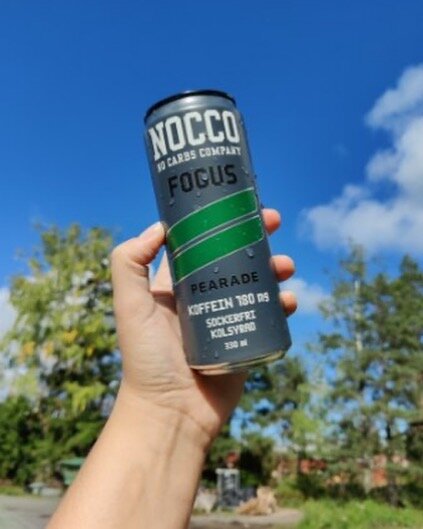 NOCCO
NO CARBS COMPANY
FOCUS
PEARADE
KOFFEIN 180 mg
SOCKERFRI
KOLSYRAD
330 ml